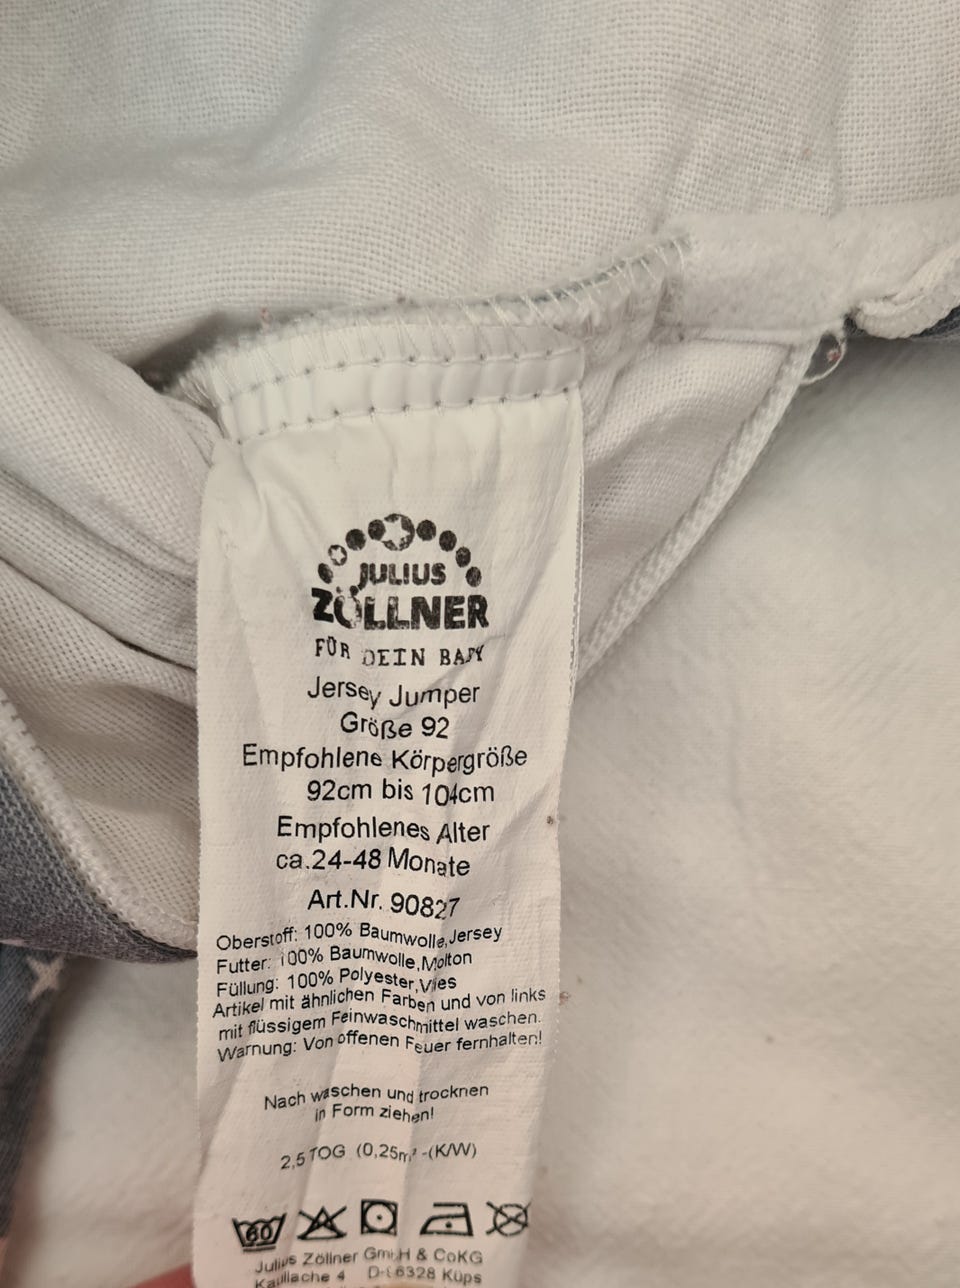 JULIUS
ZÖLLNER
FÜR DEIN BABY
Jersey Jumper
Größe 92
Empfohlene Körpergröße
92cm bis 104cm
Empfohlenes Alter
ca.24-48 Monate
Art.Nr. 90827
Oberstoff: 100% Baumwolle,Jersey
Futter: 100% Baumwolle,Molton
Füllung: 100% Polyester,Vlies
Artikel mit ähnlichen Farben und von links
mit flüssigem Feinwaschmittel waschen.
Warnung: Von offenen Feuer fernhalten!
Nach waschen und trocknen
in Form ziehen!
2,5 TOG (0,25m² -(K/W)
60
Julius Zöllner GmbH & CoKG
4 Küps